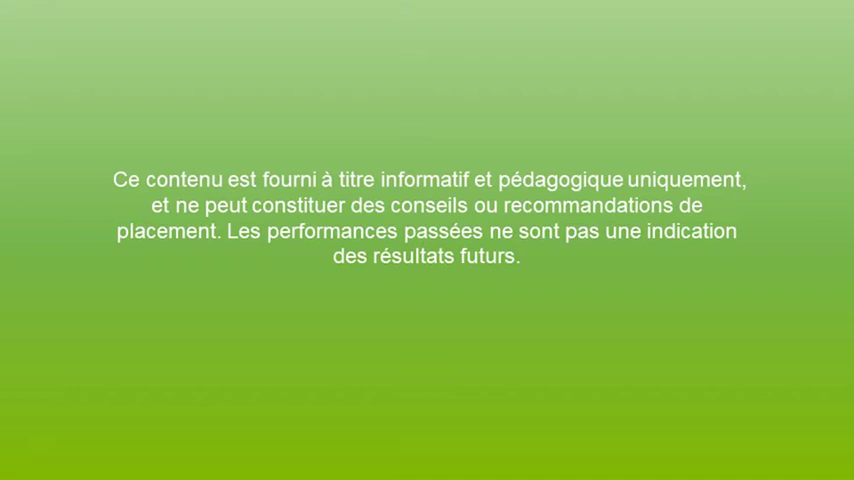 Ce contenu est fourni à titre informatif et pédagogique uniquement,
et ne peut constituer des conseils ou recommandations de
placement. Les performances passées ne sont pas une indication
des résultats futurs.